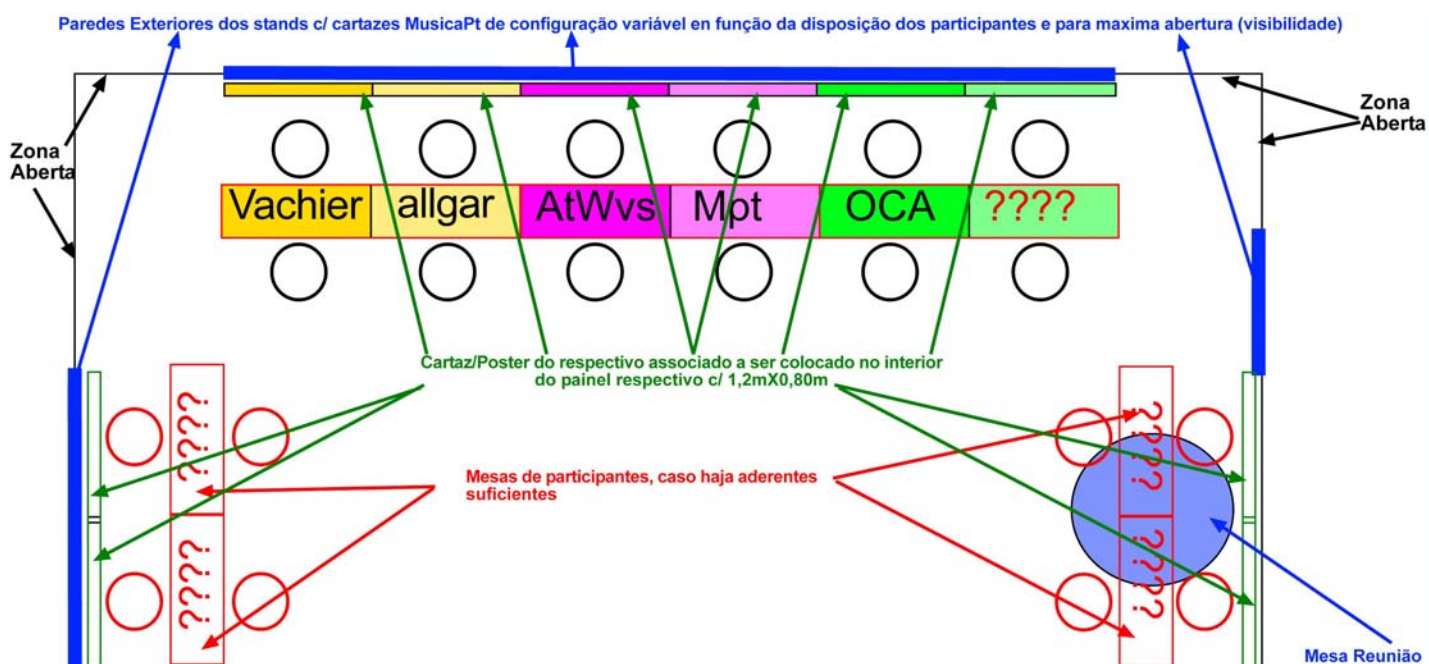 Paredes Exteriores dos stands c/ cartazes MusicaPt de configuração variável en função da disposição dos participantes e para maxima abertura (visibilidade)
Zona
Aberta
Zona
Aberta
Vachier
allgar
AtWvs
Mpt
OCA
????
Cartaz/Poster do respectivo associado a ser colocado no interior
do painel respectivo c/ 1,2mX0,80m
????
????
Mesas de participantes, caso haja aderentes
suficientes
????
????
Mesa Reunião